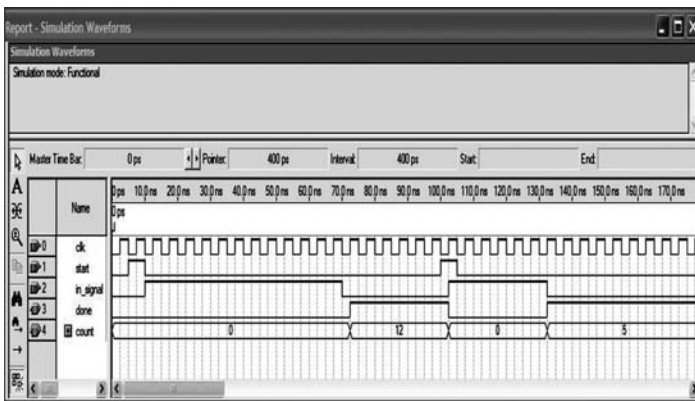 Report - Simulation Waveforms
Simulation Waveforms
Simulation mode: Functional
Master Time Bar: 0 ps Pointer: 400 ps Interval: 400 ps Start: End:
Name
0 ps 10.0 ns 20.0 ns 30.0 ns 40.0 ns 50.0 ns 60.0 ns 70.0 ns 80.0 ns 90.0 ns 100.0 ns 110.0 ns 120.0 ns 130.0 ns 140.0 ns 150.0 ns 160.0 ns 170.0 ns
0 ps
0 clk
1 start
2 in_signal
3 done
4 count 0 12 0 5